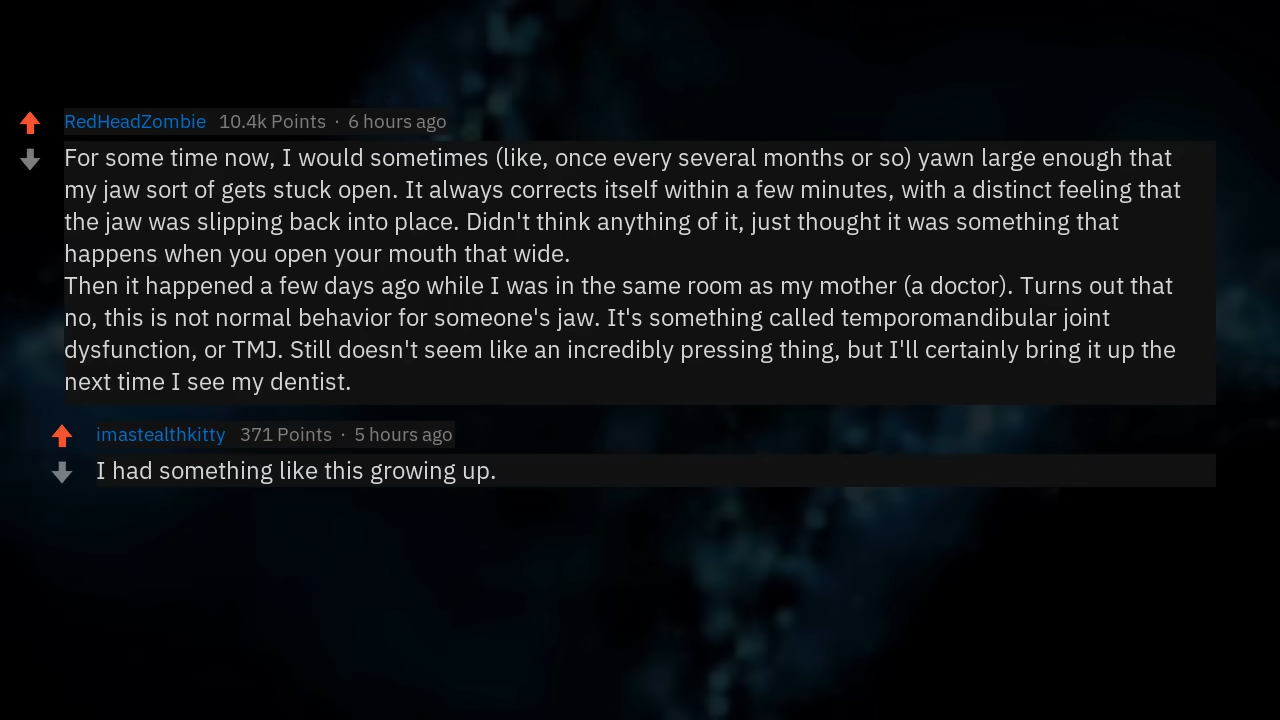 RedHeadZombie 10.4k Points · 6 hours ago
For some time now, I would sometimes (like, once every several months or so) yawn large enough that
my jaw sort of gets stuck open. It always corrects itself within a few minutes, with a distinct feeling that
the jaw was slipping back into place. Didn't think anything of it, just thought it was something that
happens when you open your mouth that wide.
Then it happened a few days ago while I was in the same room as my mother (a doctor). Turns out that
no, this is not normal behavior for someone's jaw. It's something called temporomandibular joint
dysfunction, or TMJ. Still doesn't seem like an incredibly pressing thing, but I'll certainly bring it up the
next time I see my dentist.
imastealthkitty 371 Points · 5 hours ago
I had something like this growing up.